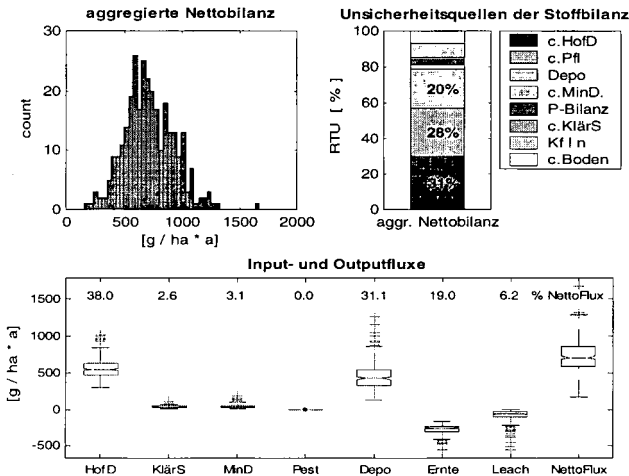 aggregierte Nettobilanz
30
20
10
0
count
0 500 1000 1500 2000
[g / ha * a]
Unsicherheitsquellen der Stoffbilanz
100
80
60
40
20
0
RTU [ % ]
20%
28%
31%
aggr. Nettobilanz
c.HofD
c.Pfl
Depo
c.MinD.
P-Bilanz
c.KlärS
Kf l n
c.Boden
Input- und Outputfluxe
38.0 2.6 3.1 0.0 31.1 19.0 6.2 % NettoFlux
1500
1000
500
0
-500
[g / ha * a]
HofD KlärS MinD Pest Depo Ernte Leach NettoFlux